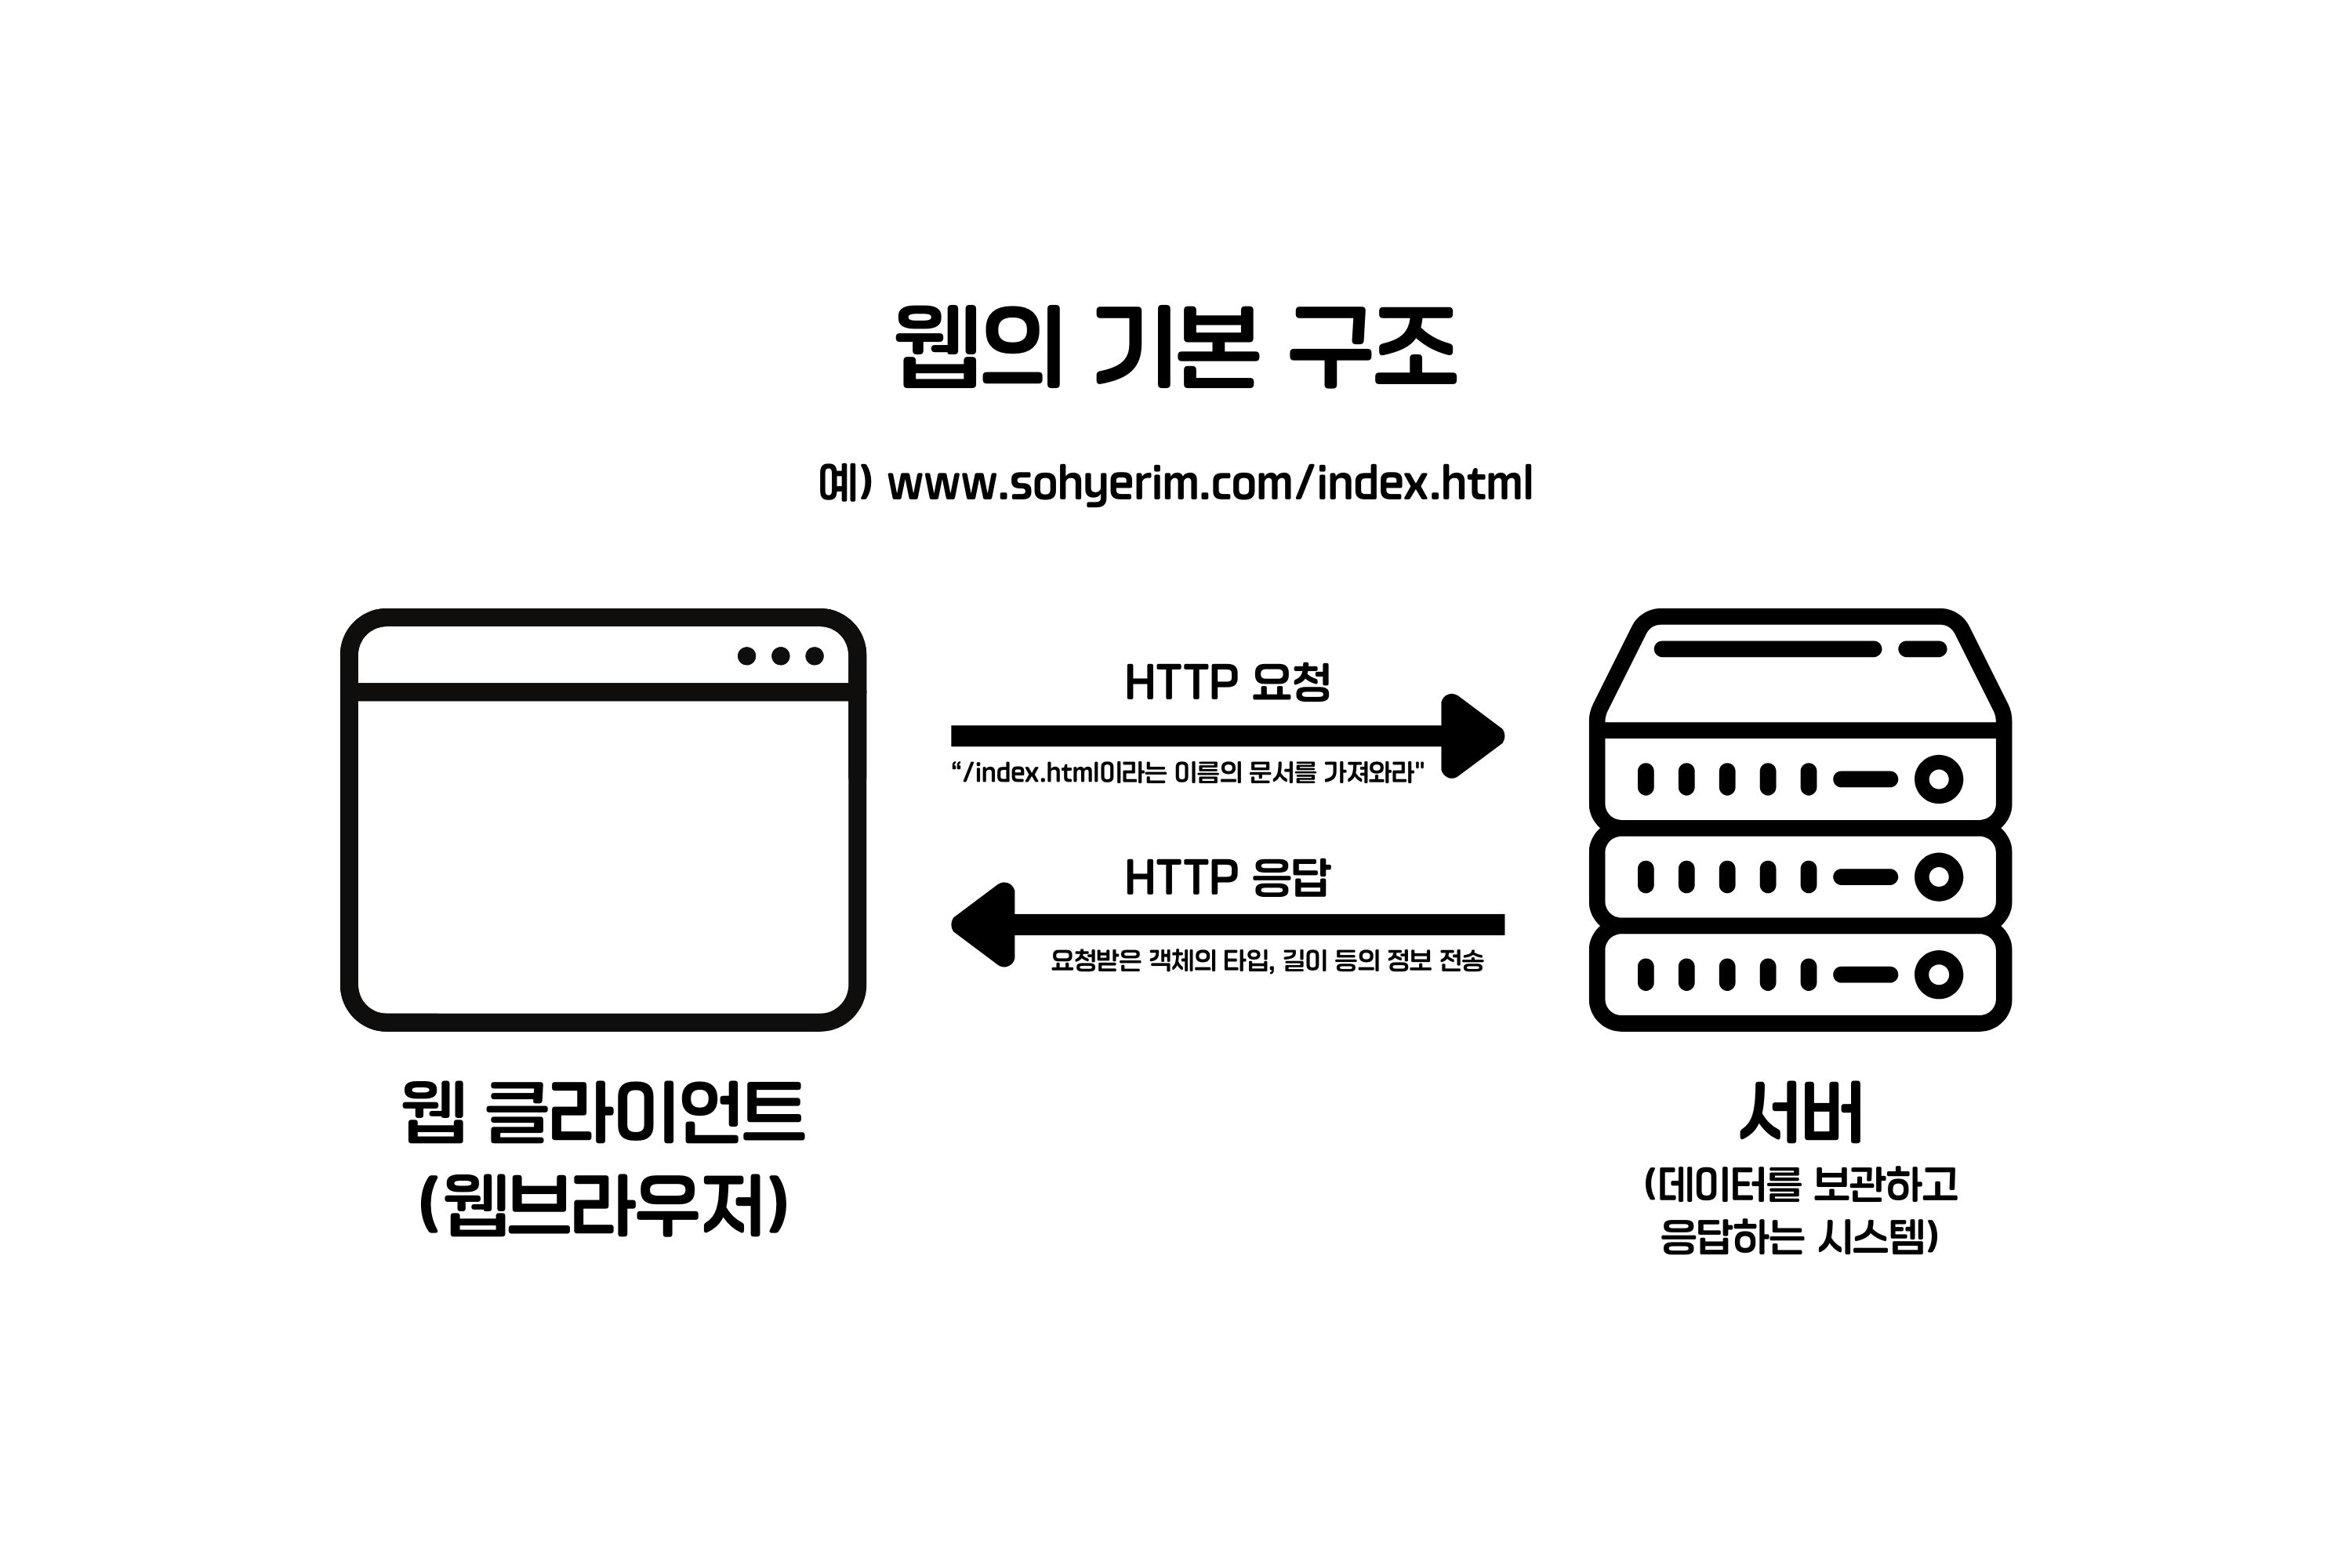 웹의 기본 구조
예) www.sohyerim.com/index.html
HTTP 요청
“/index.html이라는 이름의 문서를 가져와라"
HTTP 응답
요청받은 객체의 타입, 길이 등의 정보 전송
웹 클라이언트
(웹브라우저)
서버
(데이터를 보관하고
응답하는 시스템)